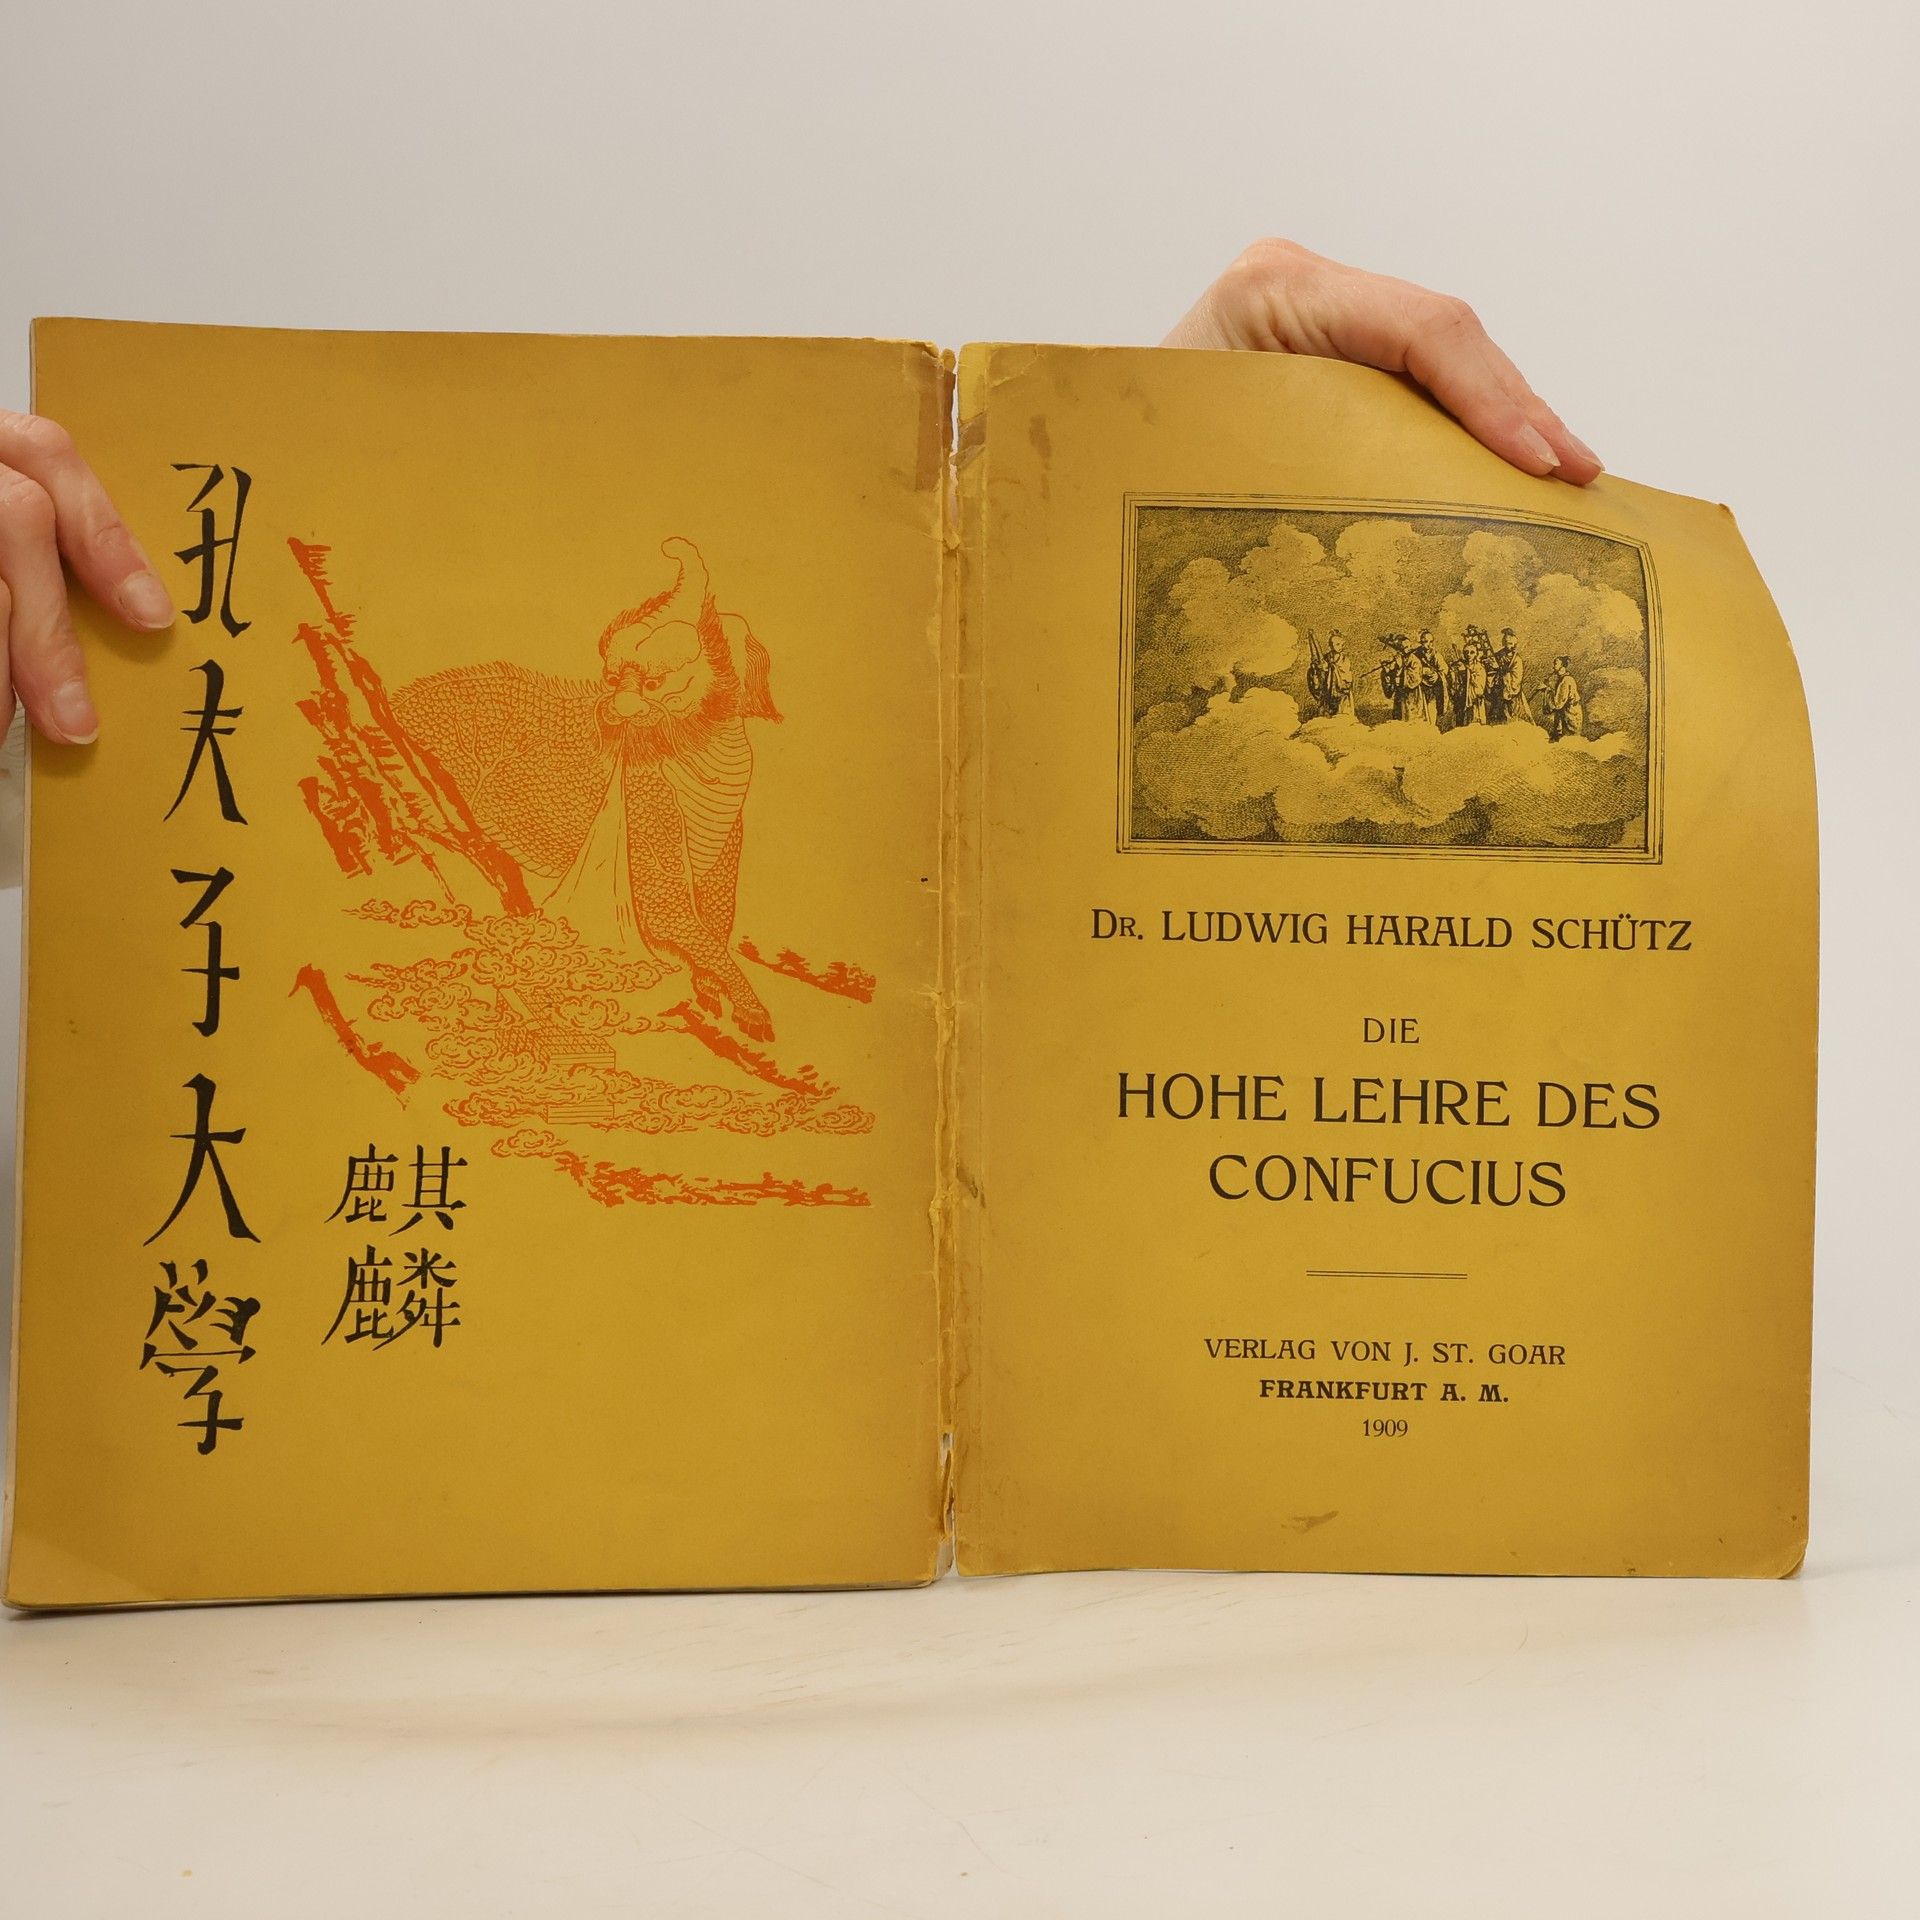 孔夫子大學
麒
麟
DR. LUDWIG HARALD SCHÜTZ
DIE
HOHE LEHRE DES
CONFUCIUS
VERLAG VON J. ST. GOAR
FRANKFURT A. M.
1909